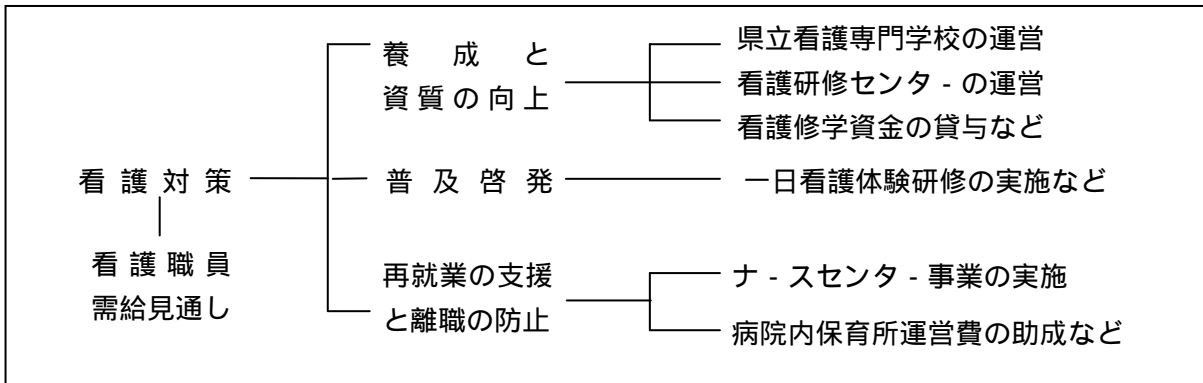 養成と
資質の向上
県立看護専門学校の運営
看護研修センタ-の運営
看護修学資金の貸与など
看護対策
普及啓発
一日看護体験研修の実施など
看護職員
需給見通し
再就業の支援
と離職の防止
ナ-スセンタ-事業の実施
病院内保育所運営費の助成など